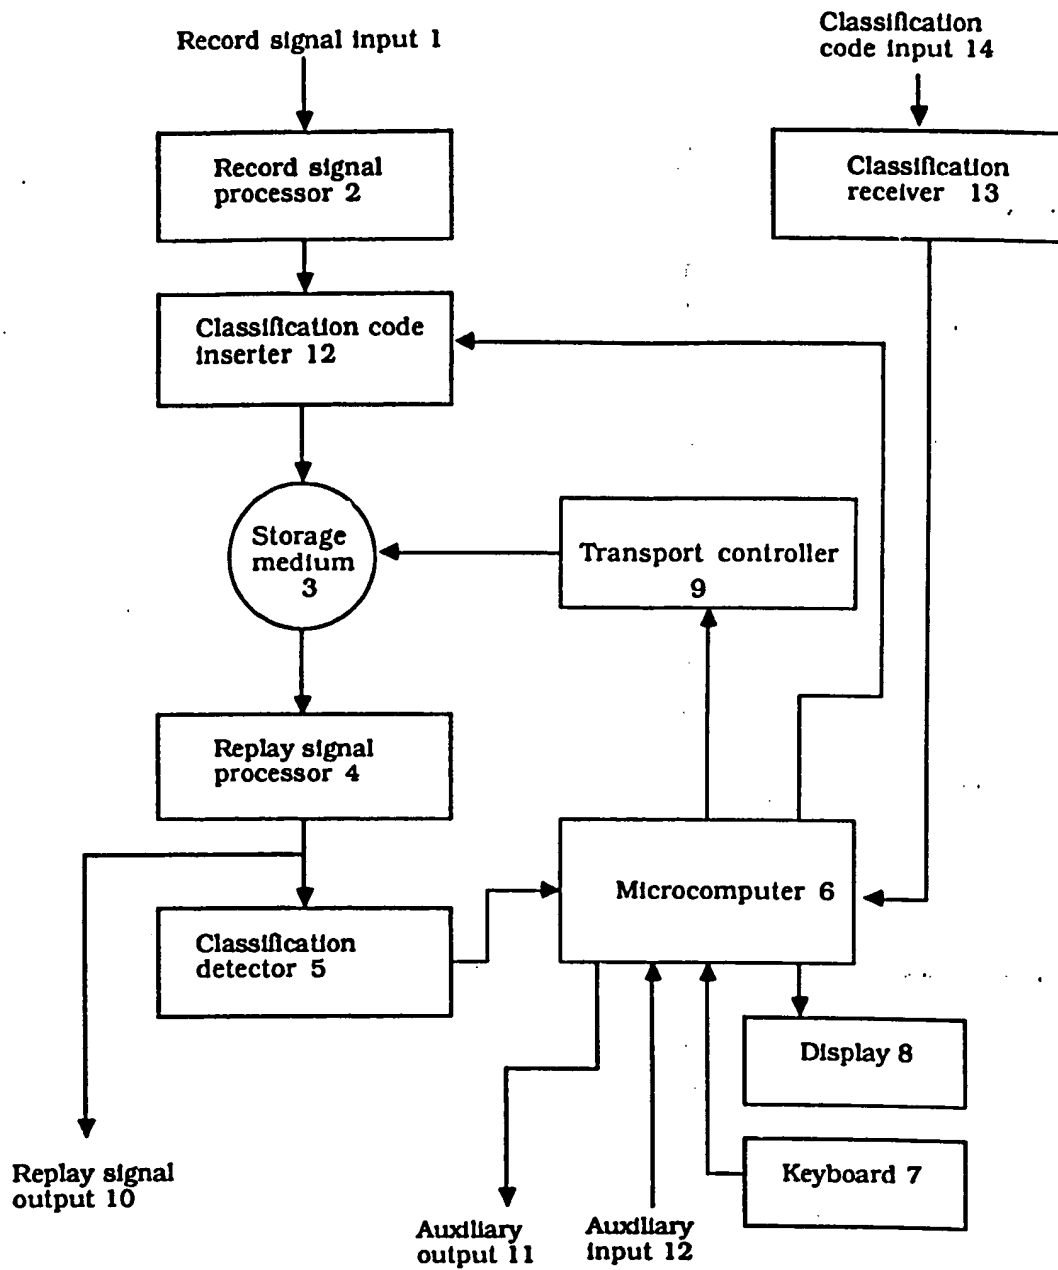 Record signal input 1
Classification
code input 14
Record signal
processor 2
Classification
receiver 13
Classification code
inserter 12
Storage
medium
3
Transport controller
9
Replay signal
processor 4
Microcomputer 6
Classification
detector 5
Display 8
Keyboard 7
Replay signal
output 10
Auxiliary
output 11
Auxiliary
input 12